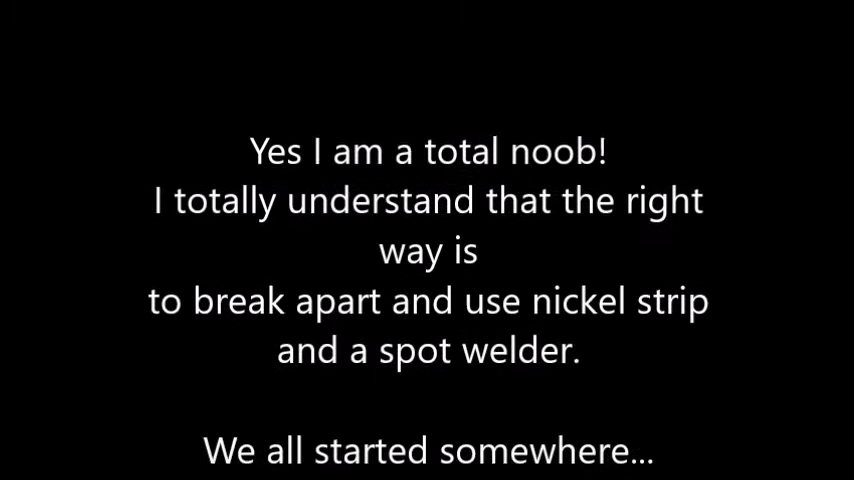 Yes I am a total noob!
I totally understand that the right
way is
to break apart and use nickel strip
and a spot welder.
We all started somewhere...